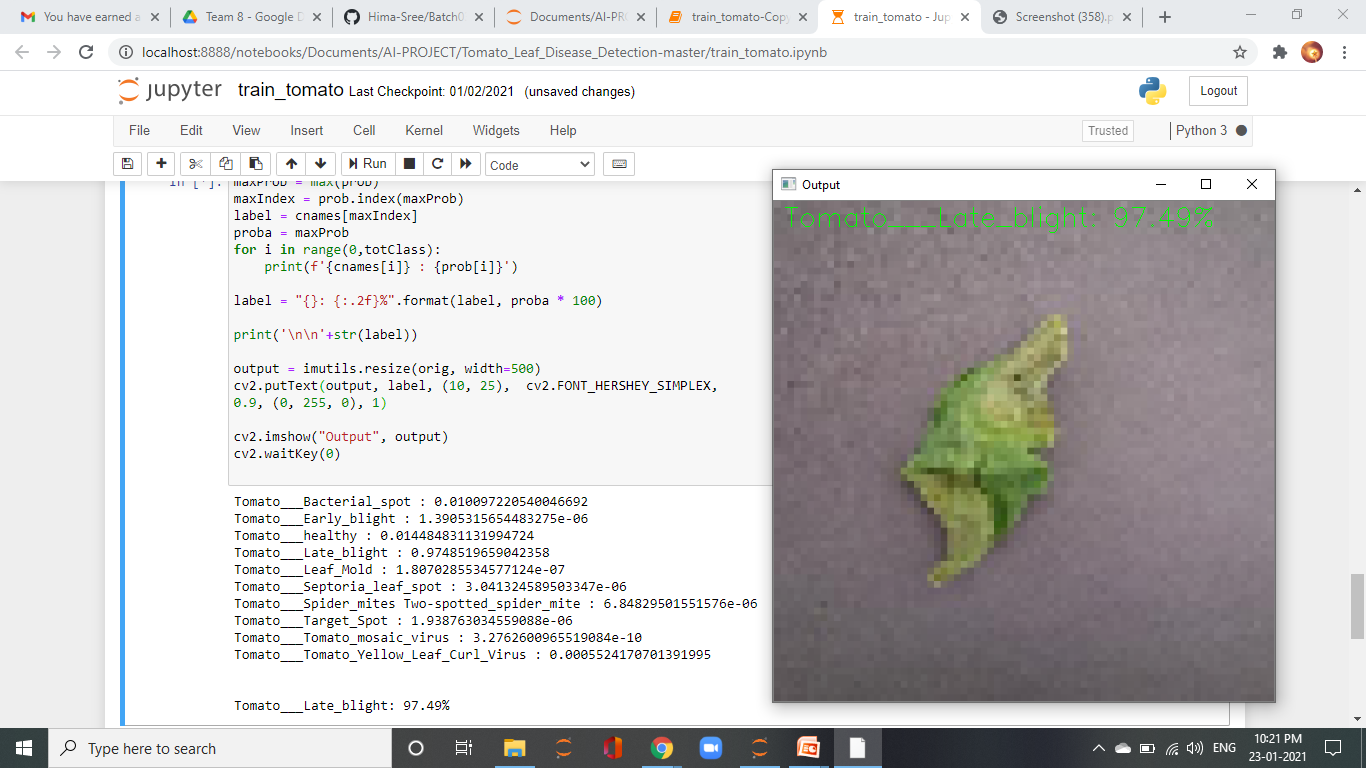 You have earned a
Team 8 - Google D
Hima-Sree/Batch0
Documents/AI-PR
train_tomato-Cop
train_tomato - Jup
Screenshot (358).p
localhost:8888/notebooks/Documents/AI-PROJECT/Tomato_Leaf_Disease_Detection-master/train_tomato.ipynb
jupyter train_tomato Last Checkpoint: 01/02/2021 (unsaved changes)
Logout
File Edit View Insert Cell Kernel Widgets Help
Trusted
Python 3
Run
Code
In [*]:
maxProb = max(prob)
maxIndex = prob.index(maxProb)
label = cnames[maxIndex]
proba = maxProb
for i in range(0,totClass):
    print(f'{cnames[i]} : {prob[i]}')
label = "{}: {:.2f}%".format(label, proba * 100)
print('\n\n'+str(label))
output = imutils.resize(orig, width=500)
cv2.putText(output, label, (10, 25),  cv2.FONT_HERSHEY_SIMPLEX,
0.9, (0, 255, 0), 1)
cv2.imshow("Output", output)
cv2.waitKey(0)
Tomato___Bacterial_spot : 0.010097220540046692
Tomato___Early_blight : 1.3905315654483275e-06
Tomato___healthy : 0.014484831131994724
Tomato___Late_blight : 0.9748519659042358
Tomato___Leaf_Mold : 1.8070285534577124e-07
Tomato___Septoria_leaf_spot : 3.041324589503347e-06
Tomato___Spider_mites Two-spotted_spider_mite : 6.84829501551576e-06
Tomato___Target_Spot : 1.938763034559088e-06
Tomato___Tomato_mosaic_virus : 3.2762600965519084e-10
Tomato___Tomato_Yellow_Leaf_Curl_Virus : 0.0005524170701391995
Tomato___Late_blight: 97.49%
Output
Tomato___Late_blight: 97.49%
Type here to search
ENG
10:21 PM
23-01-2021